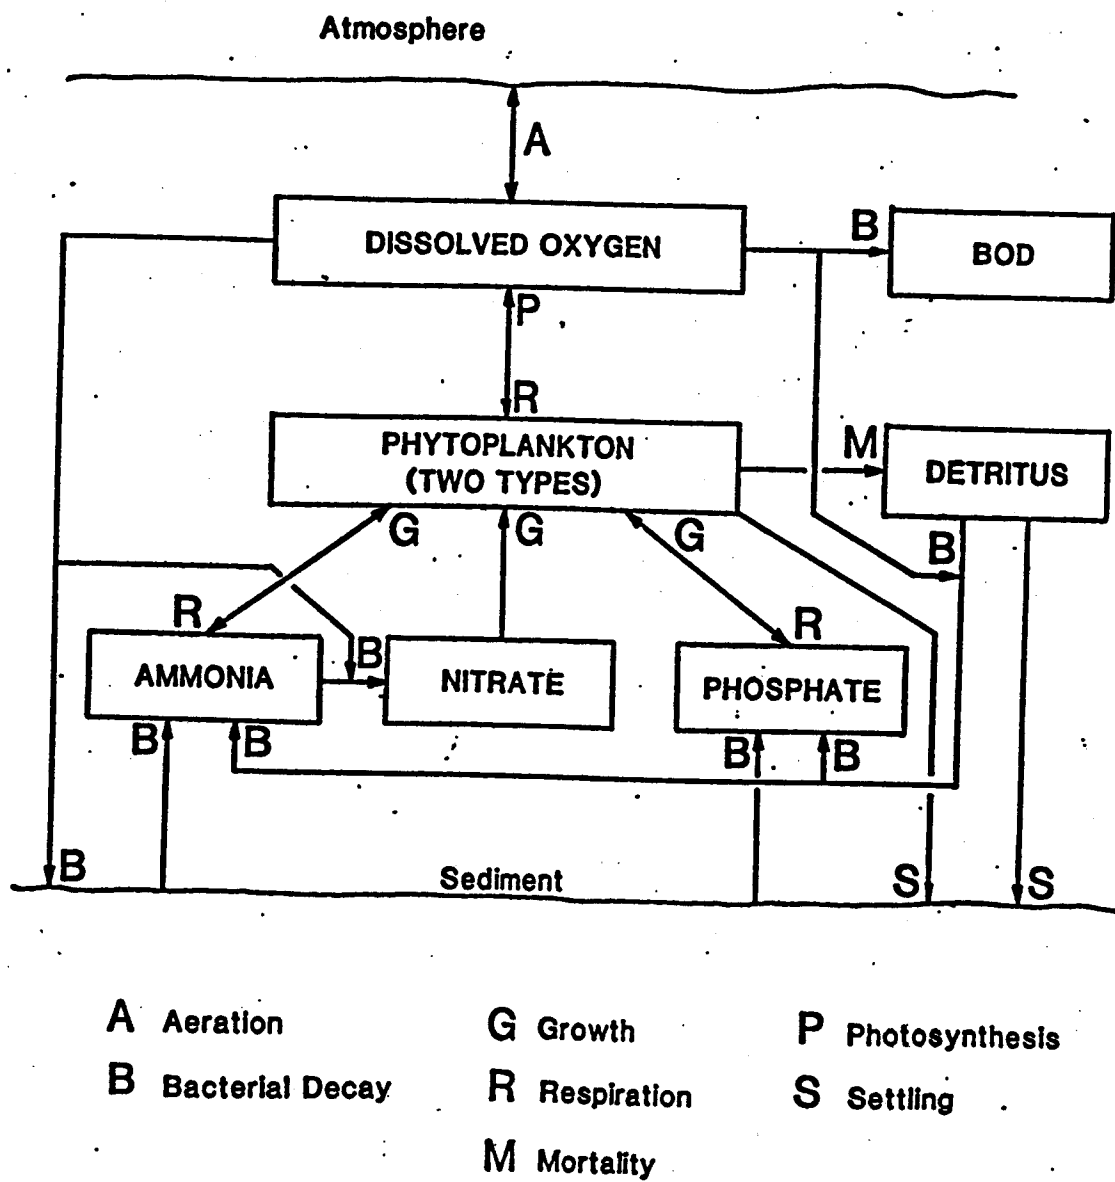 Atmosphere
A
DISSOLVED OXYGEN
B
BOD
P
R
PHYTOPLANKTON
(TWO TYPES)
M
DETRITUS
G
G
G
B
R
R
AMMONIA
B
NITRATE
PHOSPHATE
B
B
B
B
B
Sediment
S
S
A Aeration
G Growth
P Photosynthesis
B Bacterial Decay
R Respiration
S Settling
M Mortality